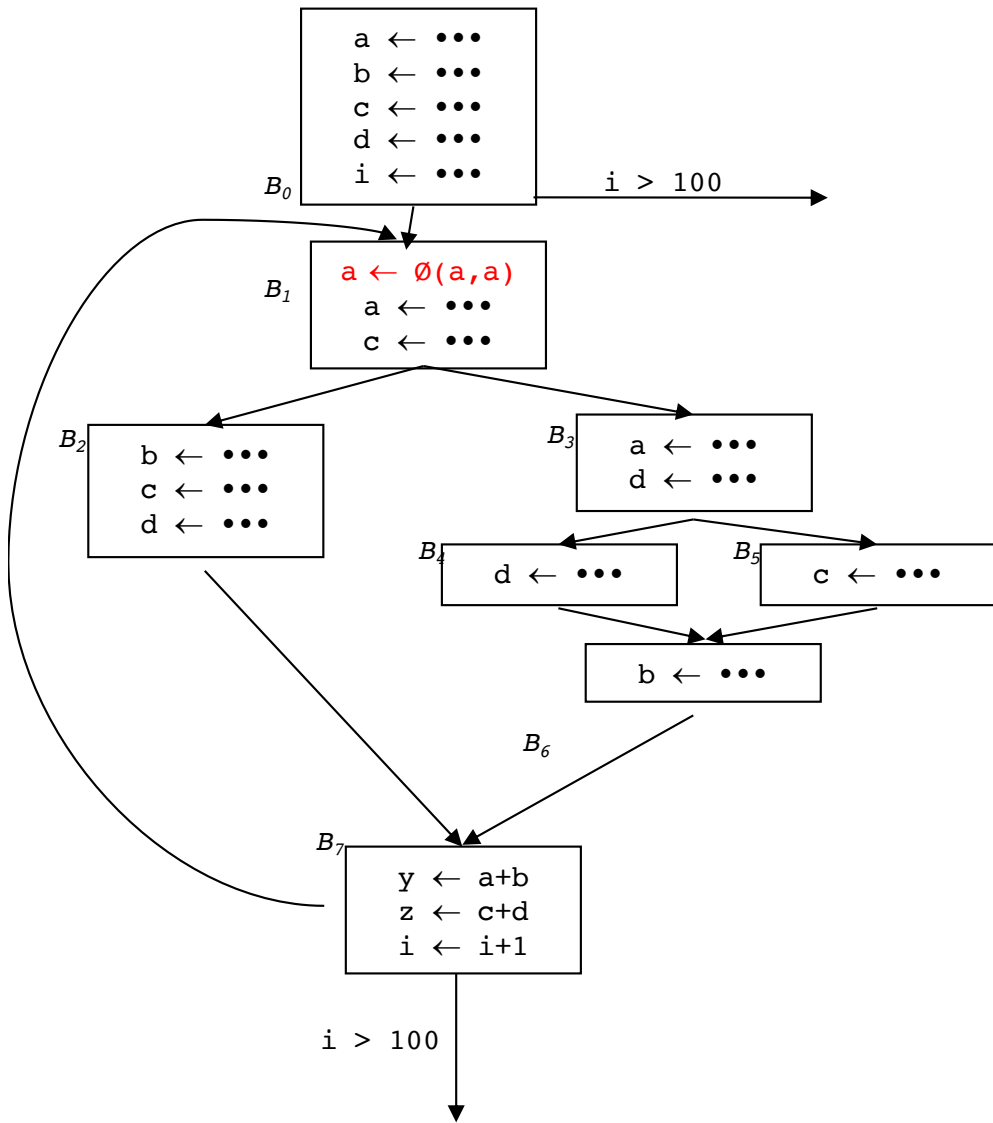 a ← •••
b ← •••
c ← •••
d ← •••
i ← •••
B₀
i > 100
a ← Ø(a,a)
B₁
a ← •••
c ← •••
B₂
b ← •••
c ← •••
d ← •••
B₃
a ← •••
d ← •••
B₄
d ← •••
B₅
c ← •••
b ← •••
B₆
B₇
y ← a+b
z ← c+d
i ← i+1
i > 100